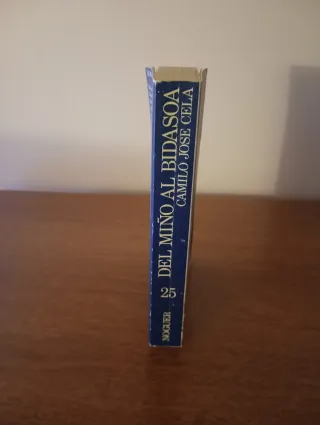 DEL MIÑO AL BIDASOA
CAMILO JOSE CELA
25
NOGUER